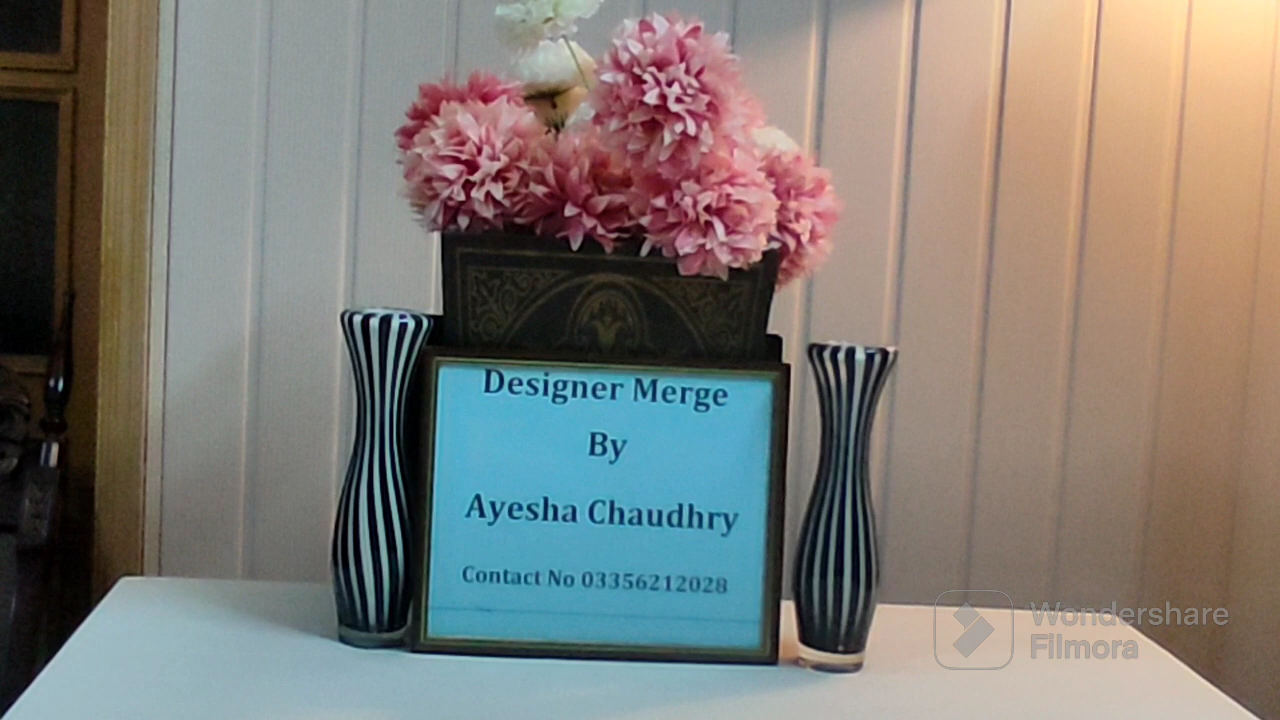 Designer Merge
By
Ayesha Chaudhry
Contact No 03356212028
Wondershare
Filmora